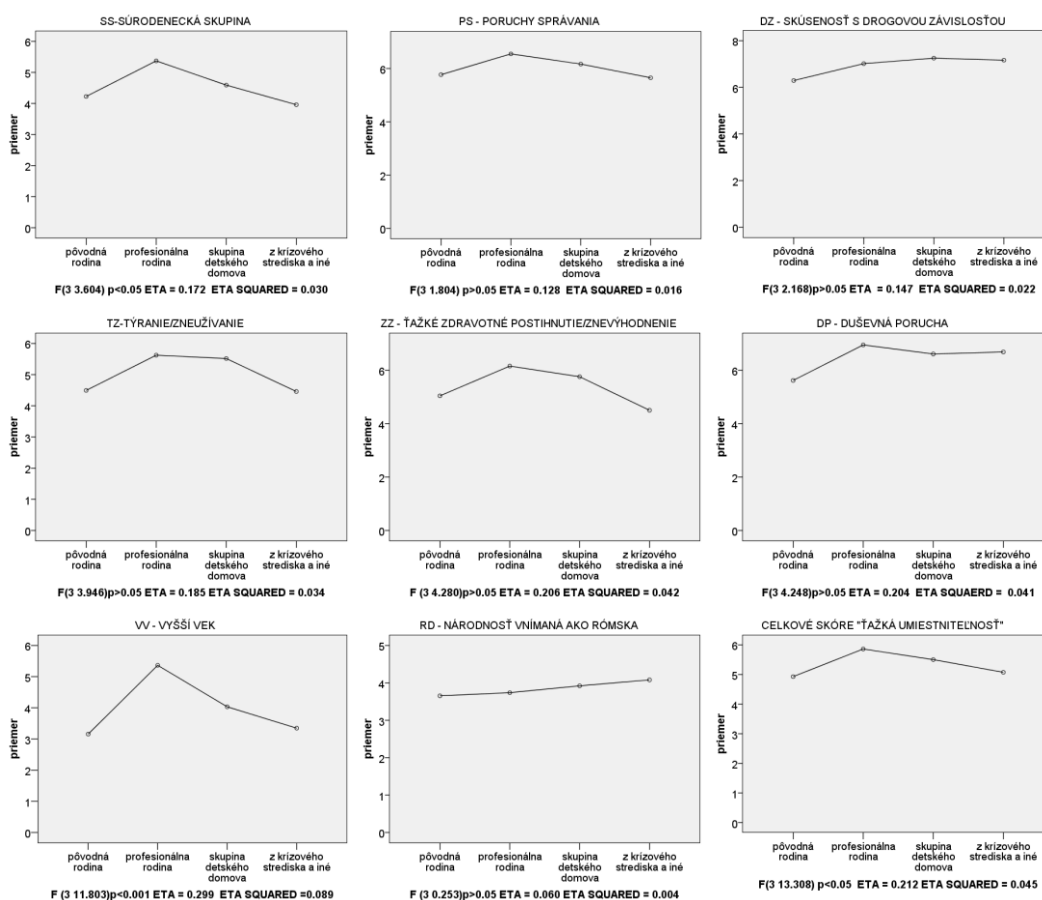 SS-SÚRODENECKÁ SKUPINA
6
5
4
3
2
1
0
priemer
pôvodná rodina
profesionálna rodina
skupina detského domova
z krízového strediska a iné
F(3 3.604) p<0.05 ETA = 0.172 ETA SQUARED = 0.030
PS - PORUCHY SPRÁVANIA
6
4
2
0
priemer
pôvodná rodina
profesionálna rodina
skupina detského domova
z krízového strediska a iné
F(3 1.804) p>0.05 ETA = 0.128 ETA SQUARED = 0.016
DZ - SKÚSENOSŤ S DROGOVOU ZÁVISLOSŤOU
8
6
4
2
0
priemer
pôvodná rodina
profesionálna rodina
skupina detského domova
z krízového strediska a iné
F(3 2.168)p>0.05 ETA = 0.147 ETA SQUARED = 0.022
TZ-TÝRANIE/ZNEUŽÍVANIE
6
5
4
3
2
1
0
priemer
pôvodná rodina
profesionálna rodina
skupina detského domova
z krízového strediska a iné
F(3 3.946)p>0.05 ETA = 0.185 ETA SQUARED = 0.034
ZZ - ŤAŽKÉ ZDRAVOTNÉ POSTIHNUTIE/ZNEVÝHODNENIE
6
4
2
0
priemer
pôvodná rodina
profesionálna rodina
skupina detského domova
z krízového strediska a iné
F (3 4.280)p>0.05 ETA = 0.206 ETA SQUARED = 0.042
DP - DUŠEVNÁ PORUCHA
6
4
2
0
priemer
pôvodná rodina
profesionálna rodina
skupina detského domova
z krízového strediska a iné
F(3 4.248)p>0.05 ETA = 0.204 ETA SQUAERD = 0.041
VV - VYŠŠÍ VEK
6
5
4
3
2
1
0
priemer
pôvodná rodina
profesionálna rodina
skupina detského domova
z krízového strediska a iné
F (3 11.803)p<0.001 ETA = 0.299 ETA SQUARED =0.089
RD - NÁRODNOSŤ VNÍMANÁ AKO RÓMSKA
5
4
3
2
1
0
priemer
pôvodná rodina
profesionálna rodina
skupina detského domova
z krízového strediska a iné
F (3 0.253)p>0.05 ETA = 0.060 ETA SQUARED = 0.004
CELKOVÉ SKÓRE "ŤAŽKÁ UMIESTNITEĽNOSŤ"
6
5
4
3
2
1
0
priemer
pôvodná rodina
profesionálna rodina
skupina detského domova
z krízového strediska a iné
F(3 13.308) p<0.05 ETA = 0.212 ETA SQUARED = 0.045